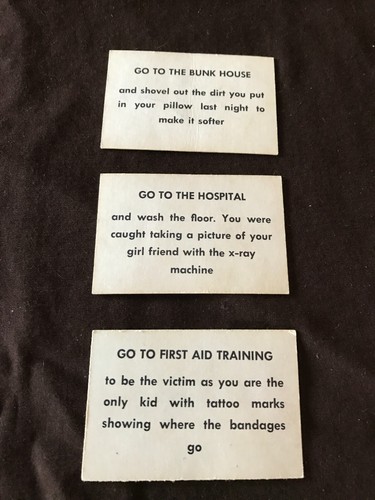 GO TO THE BUNK HOUSE
and shovel out the dirt you put
in your pillow last night to
make it softer
GO TO THE HOSPITAL
and wash the floor. You were
caught taking a picture of your
girl friend with the x-ray
machine
GO TO FIRST AID TRAINING
to be the victim as you are the
only kid with tattoo marks
showing where the bandages
go